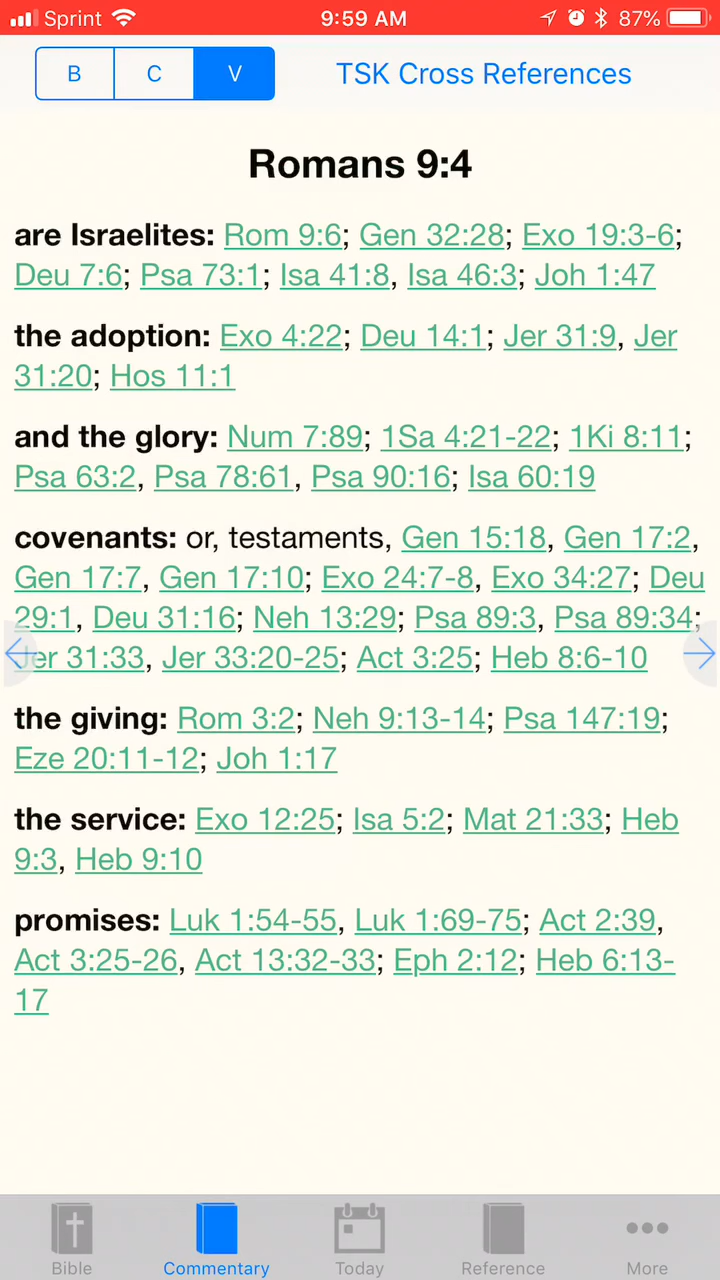 Sprint 9:59 AM 87%
B C V TSK Cross References
Romans 9:4
are Israelites: Rom 9:6; Gen 32:28; Exo 19:3-6;
Deu 7:6; Psa 73:1; Isa 41:8, Isa 46:3; Joh 1:47
the adoption: Exo 4:22; Deu 14:1; Jer 31:9, Jer
31:20; Hos 11:1
and the glory: Num 7:89; 1Sa 4:21-22; 1Ki 8:11;
Psa 63:2, Psa 78:61, Psa 90:16; Isa 60:19
covenants: or, testaments, Gen 15:18, Gen 17:2,
Gen 17:7, Gen 17:10; Exo 24:7-8, Exo 34:27; Deu
29:1, Deu 31:16; Neh 13:29; Psa 89:3, Psa 89:34;
Jer 31:33, Jer 33:20-25; Act 3:25; Heb 8:6-10
the giving: Rom 3:2; Neh 9:13-14; Psa 147:19;
Eze 20:11-12; Joh 1:17
the service: Exo 12:25; Isa 5:2; Mat 21:33; Heb
9:3, Heb 9:10
promises: Luk 1:54-55, Luk 1:69-75; Act 2:39,
Act 3:25-26, Act 13:32-33; Eph 2:12; Heb 6:13-
17
Bible Commentary Today Reference More